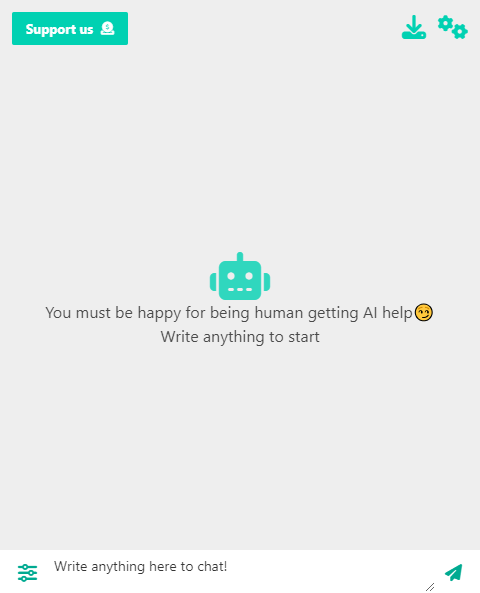 Support us
You must be happy for being human getting AI help😏
Write anything to start
Write anything here to chat!